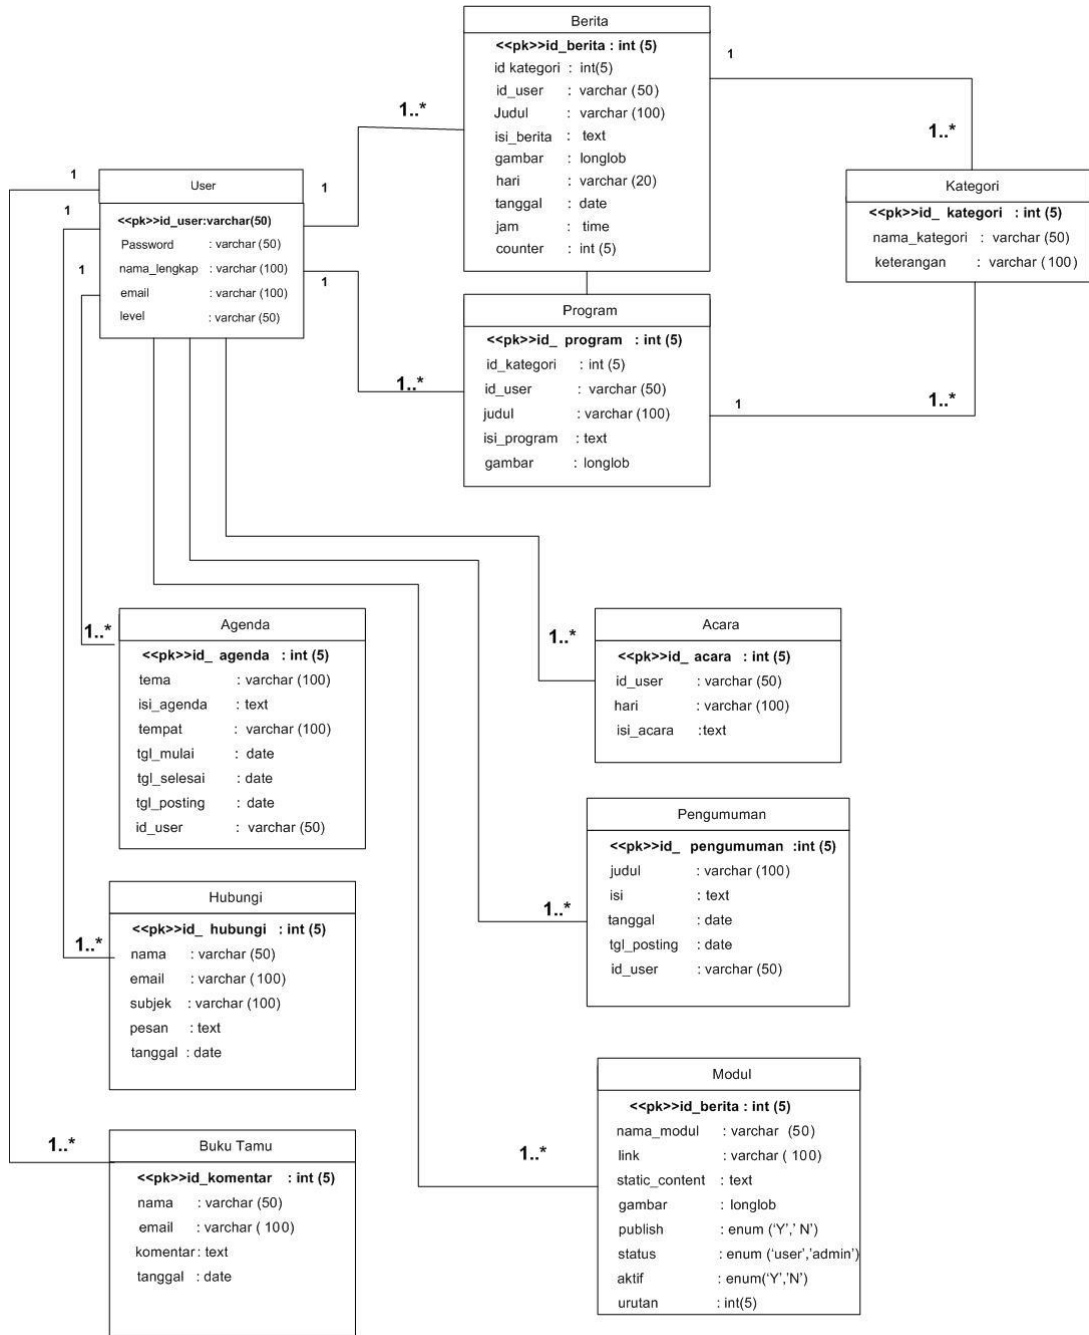 Berita
<<pk>>id_berita : int (5)
id kategori : int(5)
id_user : varchar (50)
Judul : varchar (100)
isi_berita : text
gambar : longlob
hari : varchar (20)
tanggal : date
jam : time
counter : int (5)
1
1..*
1..*
Kategori
<<pk>>id_ kategori : int (5)
nama_kategori : varchar (50)
keterangan : varchar (100)
1
1
User
<<pk>>id_user:varchar(50)
Password : varchar (50)
nama_lengkap : varchar (100)
email : varchar (100)
level : varchar (50)
1
1
1
Program
<<pk>>id_ program : int (5)
id_kategori : int (5)
id_user : varchar (50)
judul : varchar (100)
isi_program : text
gambar : longlob
1..*
1
1..*
Agenda
<<pk>>id_ agenda : int (5)
tema : varchar (100)
isi_agenda : text
tempat : varchar (100)
tgl_mulai : date
tgl_selesai : date
tgl_posting : date
id_user : varchar (50)
1..*
Acara
<<pk>>id_ acara : int (5)
id_user : varchar (50)
hari : varchar (100)
isi_acara :text
1..*
Pengumuman
<<pk>>id_ pengumuman :int (5)
judul : varchar (100)
isi : text
tanggal : date
tgl_posting : date
id_user : varchar (50)
1..*
Hubungi
<<pk>>id_ hubungi : int (5)
nama : varchar (50)
email : varchar ( 100)
subjek : varchar (100)
pesan : text
tanggal : date
1..*
Modul
<<pk>>id_berita : int (5)
nama_modul : varchar (50)
link : varchar ( 100)
static_content : text
gambar : longlob
publish : enum (‘Y’,’ N’)
status : enum (‘user’,’admin’)
aktif : enum(‘Y’,’N’)
urutan : int(5)
1..*
Buku Tamu
<<pk>>id_komentar : int (5)
nama : varchar (50)
email : varchar ( 100)
komentar : text
tanggal : date
1..*